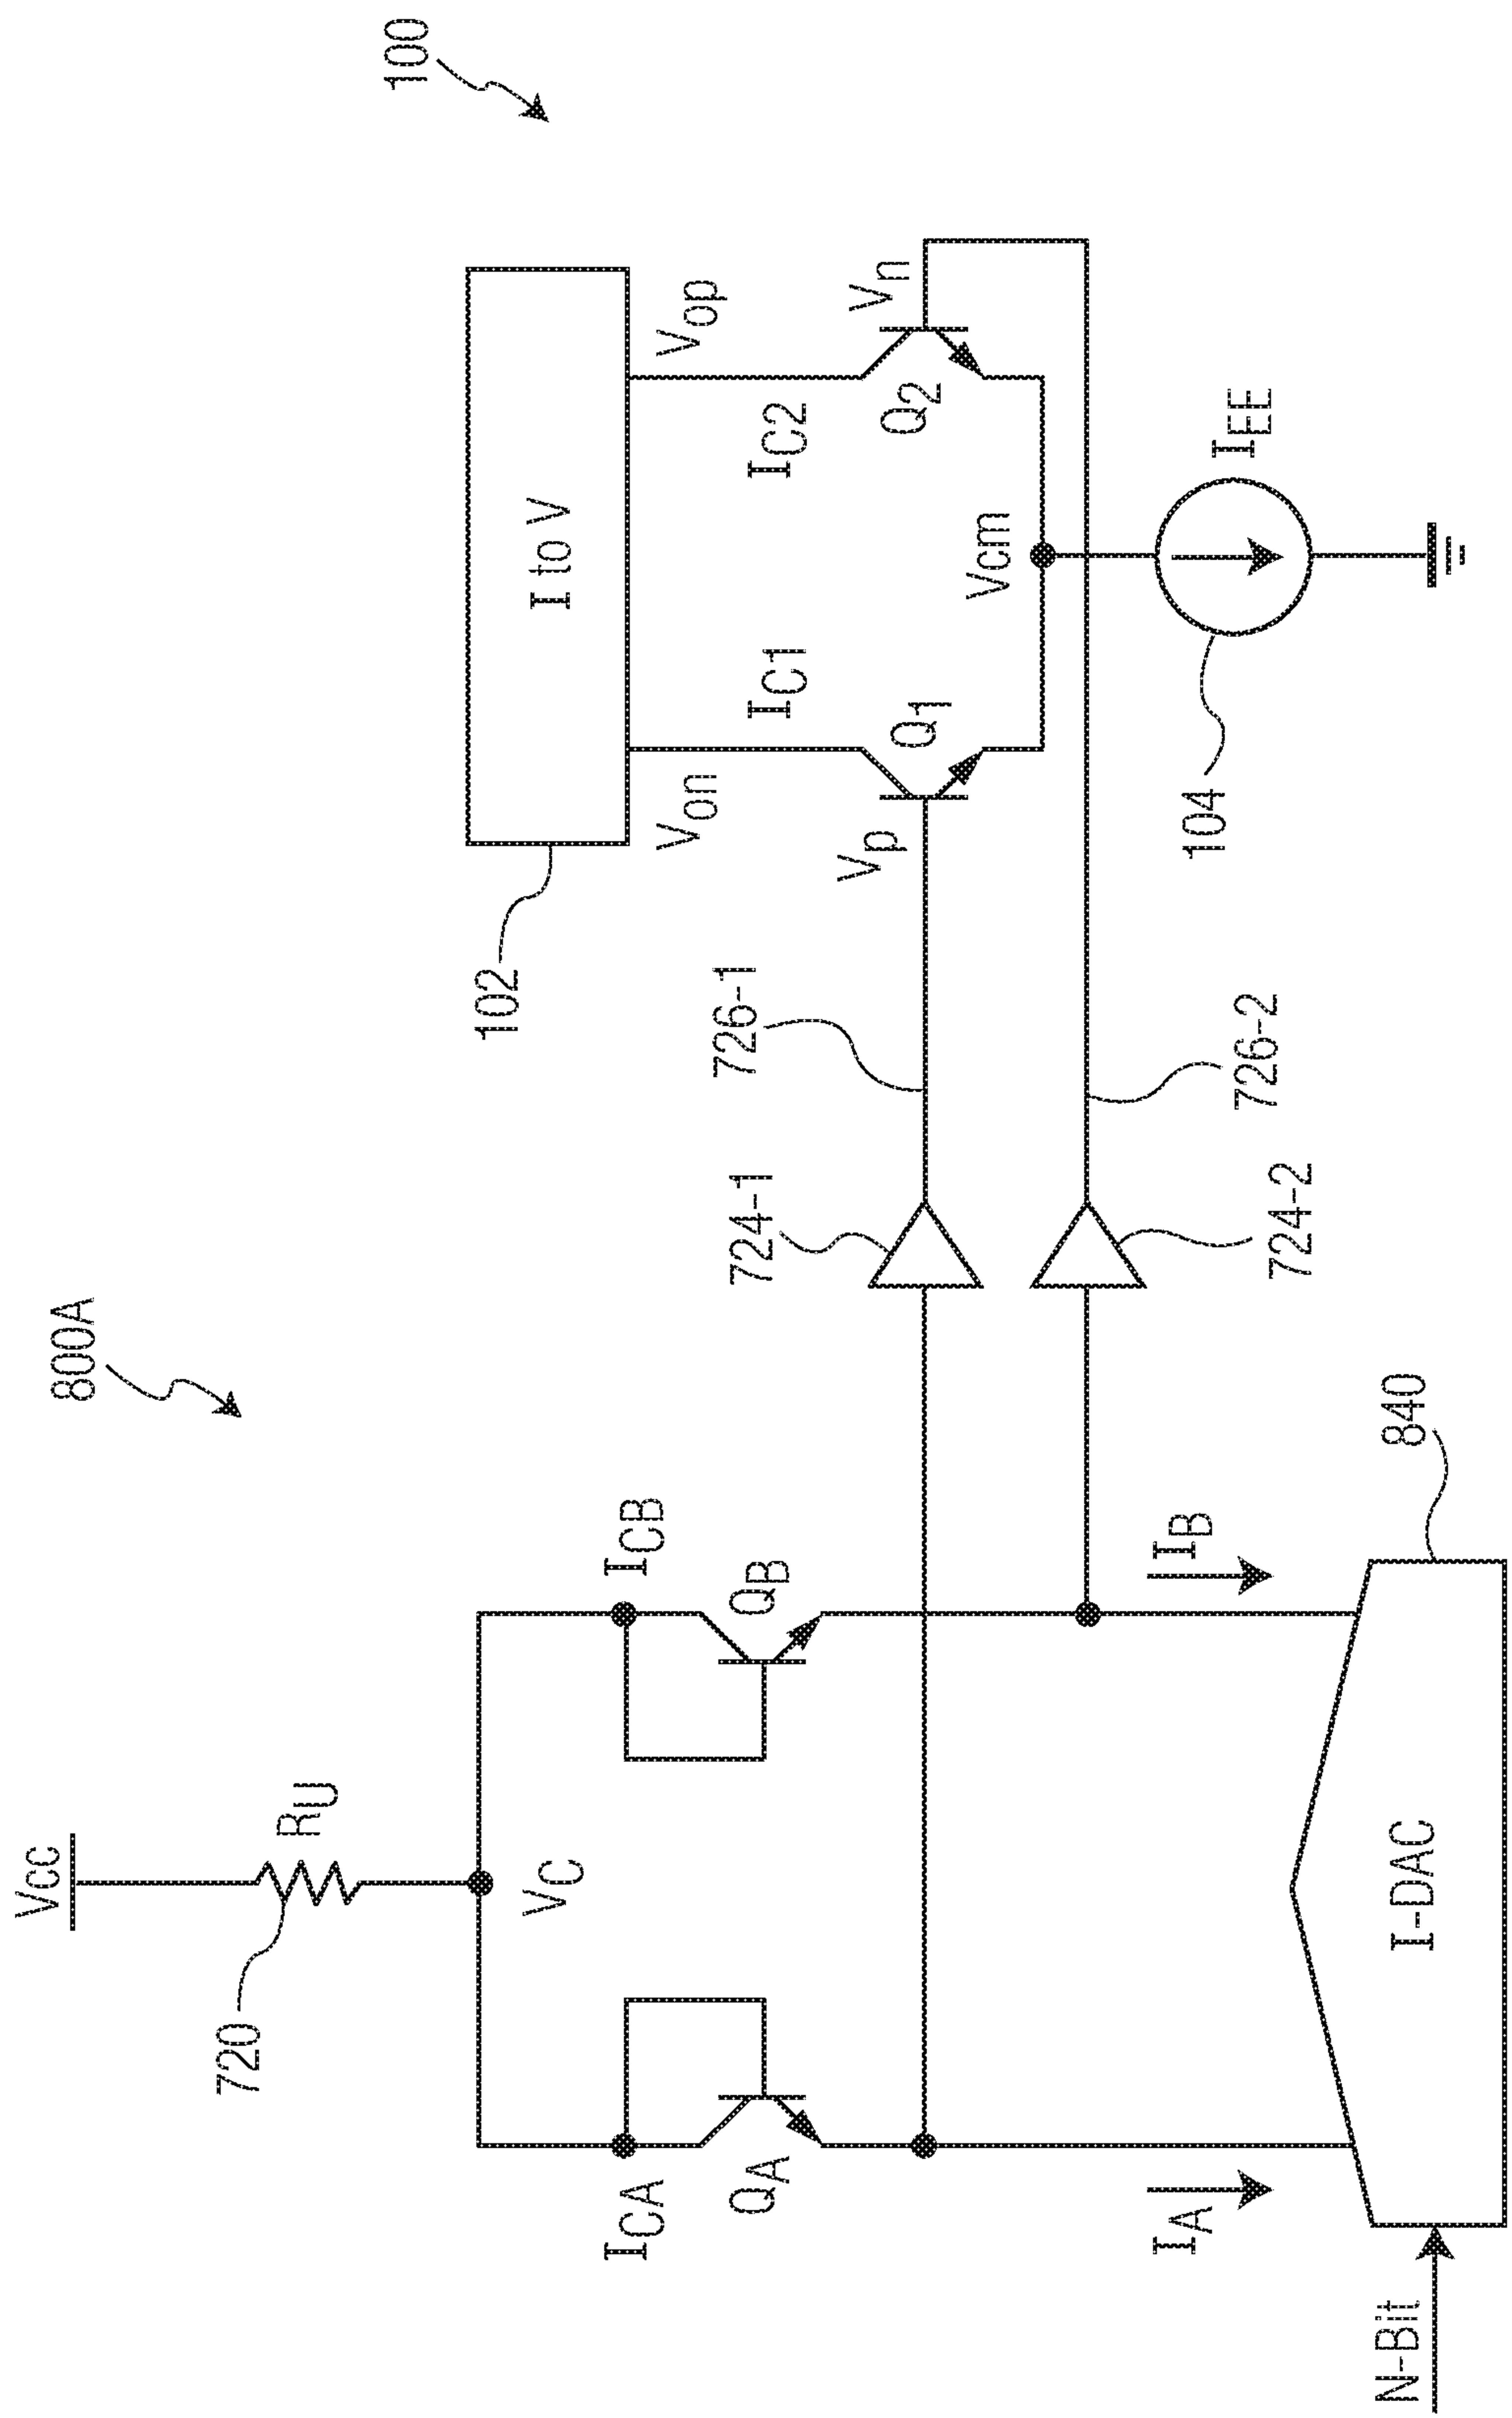 800A
100
Vcc
RU
720
VC
ICA
ICB
QA
QB
IA
IB
N-Bit
I-DAC
840
724-1
724-2
726-1
726-2
102
I to V
Von
Vop
IC1
IC2
Vp
Q1
Q2
Vn
Vcm
104
IEE